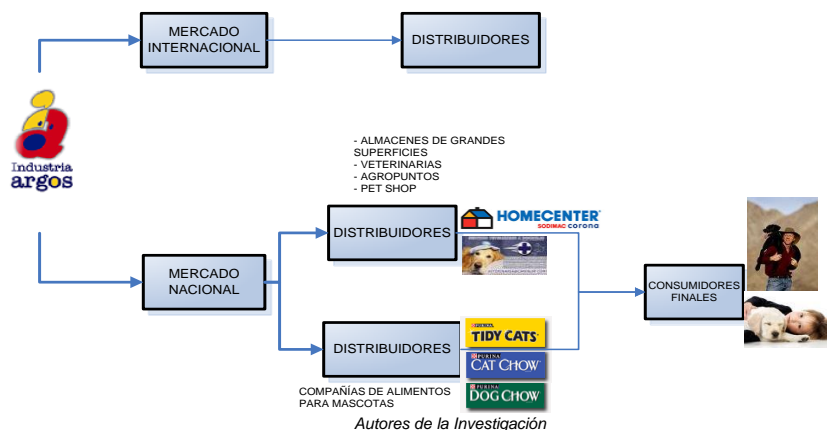 MERCADO
INTERNACIONAL
DISTRIBUIDORES
Industria
argos
- ALMACENES DE GRANDES
SUPERFICIES
- VETERINARIAS
- AGROPUNTOS
- PET SHOP
DISTRIBUIDORES
HOMECENTER
SODIMAC corona
MERCADO
NACIONAL
CONSUMIDORES
FINALES
DISTRIBUIDORES
PURINA
TIDY CATS
PURINA
CAT CHOW
PURINA
DOG CHOW
COMPAÑÍAS DE ALIMENTOS
PARA MASCOTAS
Autores de la Investigación